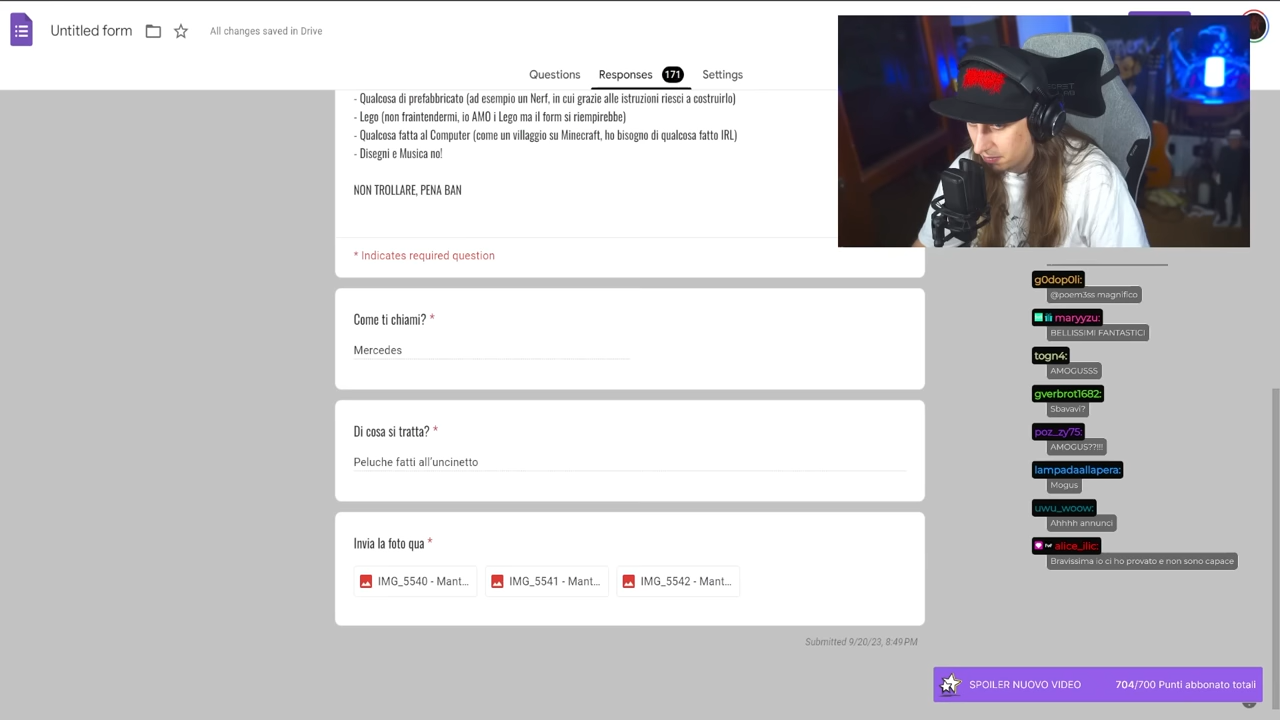 Untitled form
All changes saved in Drive
Questions
Responses 171
Settings
- Qualcosa di prefabbricato (ad esempio un Nerf, in cui grazie alle istruzioni riesci a costruirlo)
- Lego (non fraintendermi, io AMO i Lego ma il form si riempirebbe)
- Qualcosa fatta al Computer (come un villaggio su Minecraft, ho bisogno di qualcosa fatto IRL)
- Disegni e Musica no!
NON TROLLARE, PENA BAN
* Indicates required question
Come ti chiami? *
Mercedes
Di cosa si tratta? *
Peluche fatti all'uncinetto
Invia la foto qua *
IMG_5540 - Mant...
IMG_5541 - Mant...
IMG_5542 - Mant...
Submitted 9/20/23, 8:49 PM
g0dop0li:
@poem3ss magnifico
maryyzu:
BELLISSIMI FANTASTICI
togn4:
AMOGUSSS
gverbrot1682:
Sbavavi?
poz_zy75:
AMOGUS??!!!
lampadaallapera:
Mogus
uwu_woow:
Ahhhh annunci
alice_ilic:
Bravissima io ci ho provato e non sono capace
SPOILER NUOVO VIDEO
704/700 Punti abbonato totali